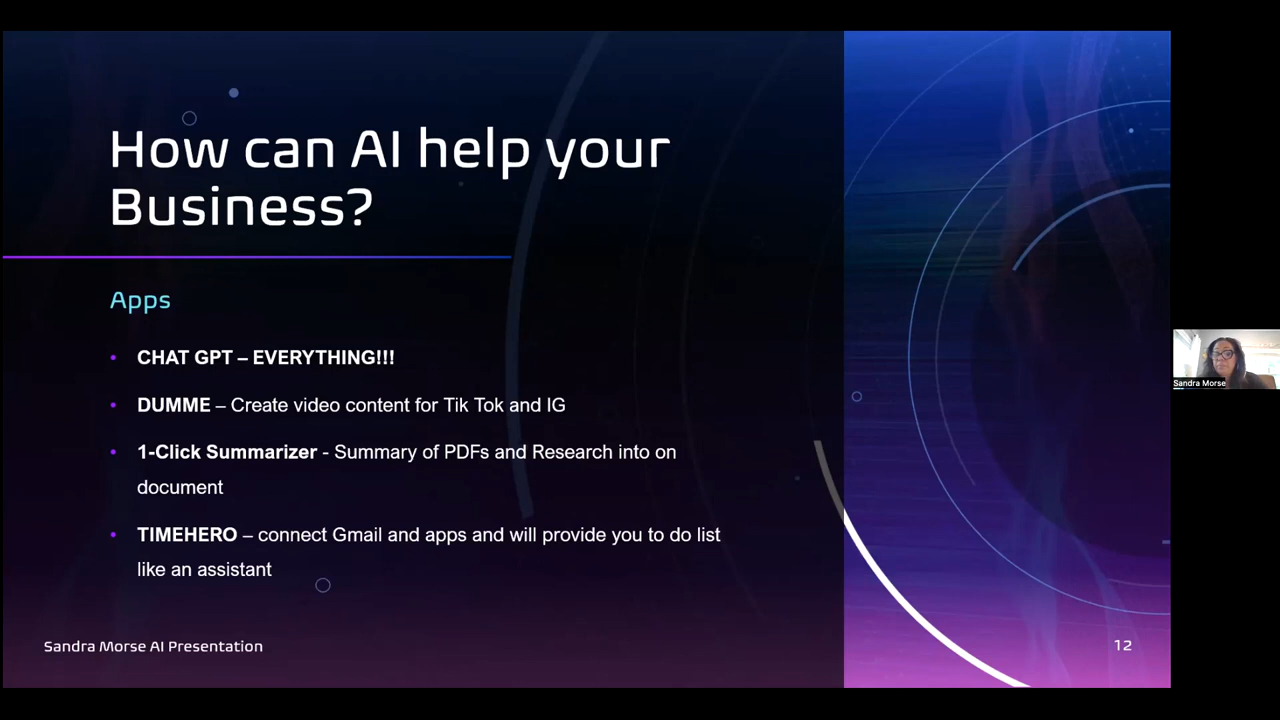 How can AI help your
Business?
Apps
• CHAT GPT – EVERYTHING!!!
• DUMME – Create video content for Tik Tok and IG
• 1-Click Summarizer - Summary of PDFs and Research into on
document
• TIMEHERO – connect Gmail and apps and will provide you to do list
like an assistant
Sandra Morse AI Presentation
12
Sandra Morse